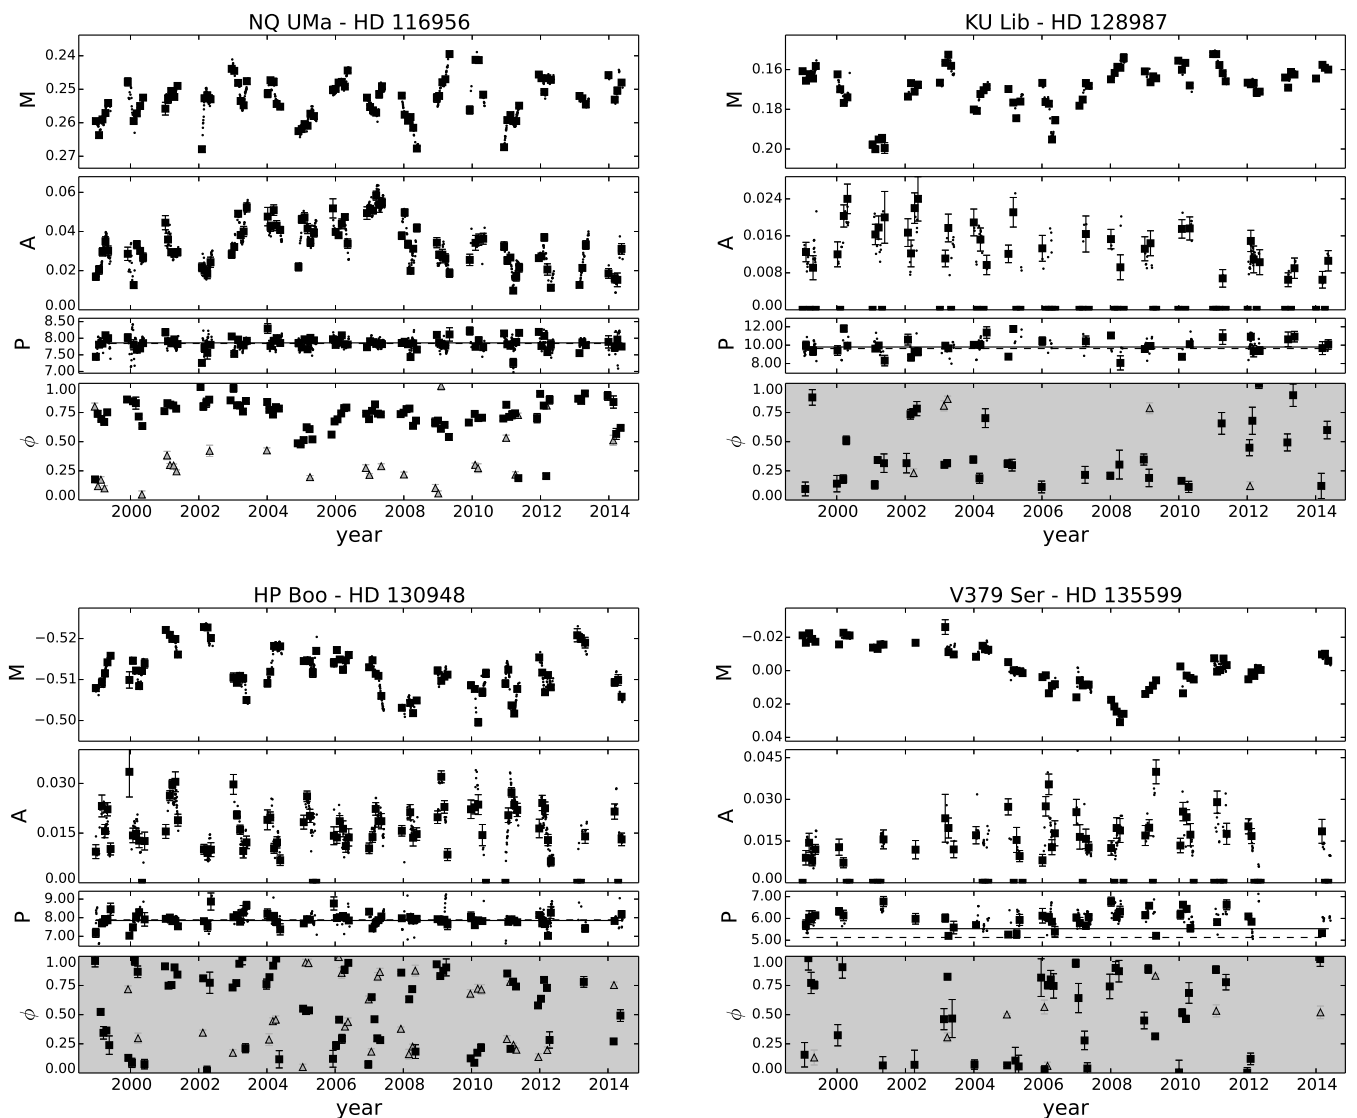 NQ UMa - HD 116956
M
0.24
0.25
0.26
0.27
A
0.06
0.04
0.02
0.00
P
8.50
8.00
7.50
7.00
ϕ
1.00
0.75
0.50
0.25
0.00
2000 2002 2004 2006 2008 2010 2012 2014
year
KU Lib - HD 128987
M
0.16
0.18
0.20
A
0.024
0.016
0.008
0.000
P
12.00
10.00
8.00
ϕ
1.00
0.75
0.50
0.25
0.00
2000 2002 2004 2006 2008 2010 2012 2014
year
HP Boo - HD 130948
M
−0.52
−0.51
−0.50
A
0.030
0.015
0.000
P
9.00
8.00
7.00
ϕ
1.00
0.75
0.50
0.25
0.00
2000 2002 2004 2006 2008 2010 2012 2014
year
V379 Ser - HD 135599
M
−0.02
0.00
0.02
0.04
A
0.045
0.030
0.015
0.000
P
7.00
6.00
5.00
ϕ
1.00
0.75
0.50
0.25
0.00
2000 2002 2004 2006 2008 2010 2012 2014
year